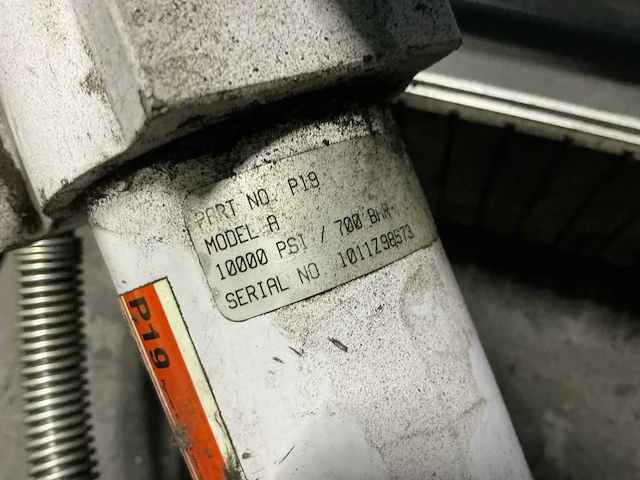 PART NO. P19
MODEL A
10000 PSI / 700 BAR
SERIAL NO 1011Z98673
P19